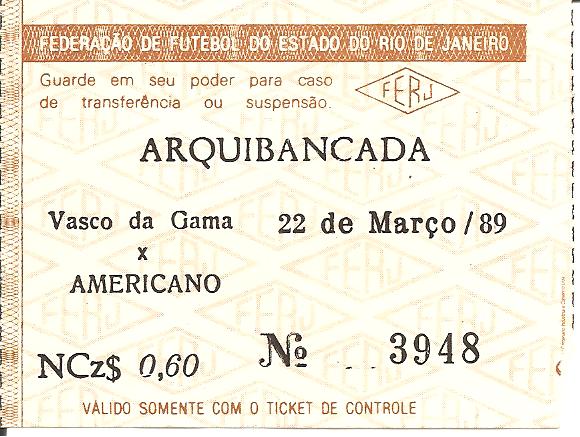 FEDERAÇÃO DE FUTEBOL DO ESTADO DO RIO DE JANEIRO
Guarde em seu poder para caso
de transferência ou suspensão.
FERJ
ARQUIBANCADA
Vasco da Gama
22 de Março/89
x
AMERICANO
NCz$ 0,60
Nº 3948
VÁLIDO SOMENTE COM O TICKET DE CONTROLE